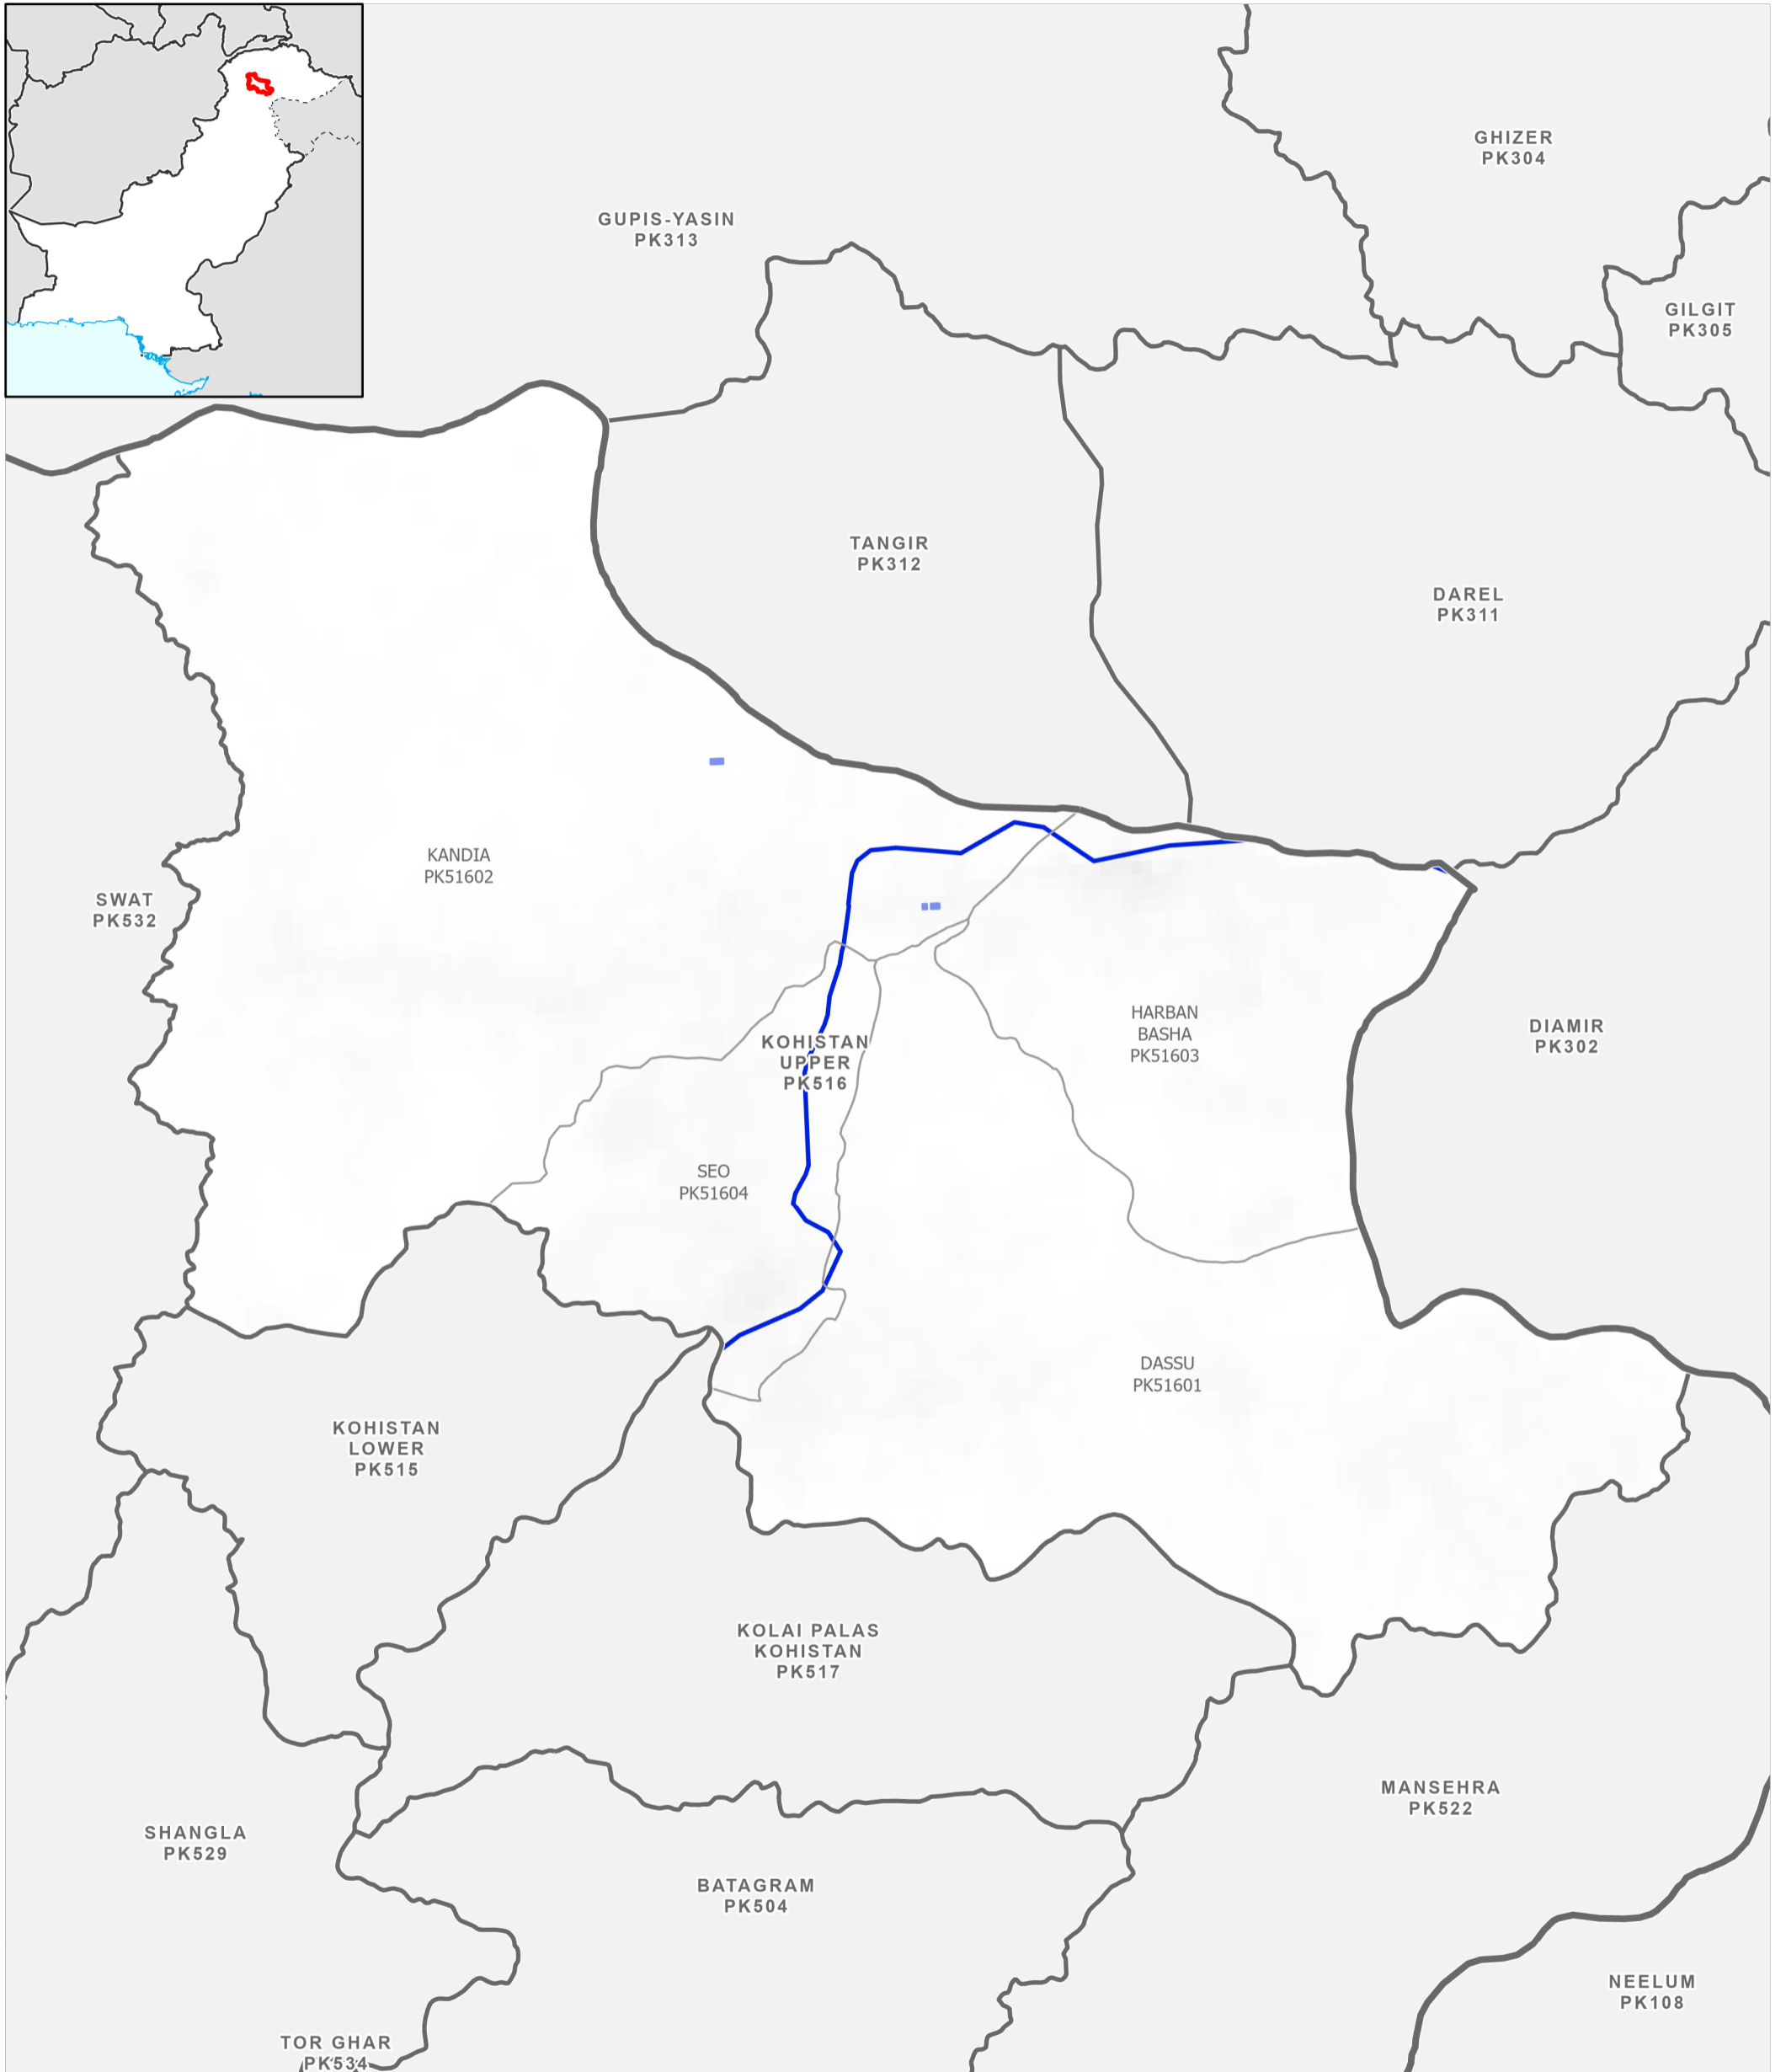 GHIZER
PK304
GUPIS-YASIN
PK313
GILGIT
PK305
TANGIR
PK312
DAREL
PK311
KANDIA
PK51602
SWAT
PK532
HARBAN
BASHA
PK51603
DIAMIR
PK302
KOHISTAN
UPPER
PK516
SEO
PK51604
DASSU
PK51601
KOHISTAN
LOWER
PK515
KOLAI PALAS
KOHISTAN
PK517
MANSEHRA
PK522
SHANGLA
PK529
BATAGRAM
PK504
NEELUM
PK108
TOR GHAR
PK534